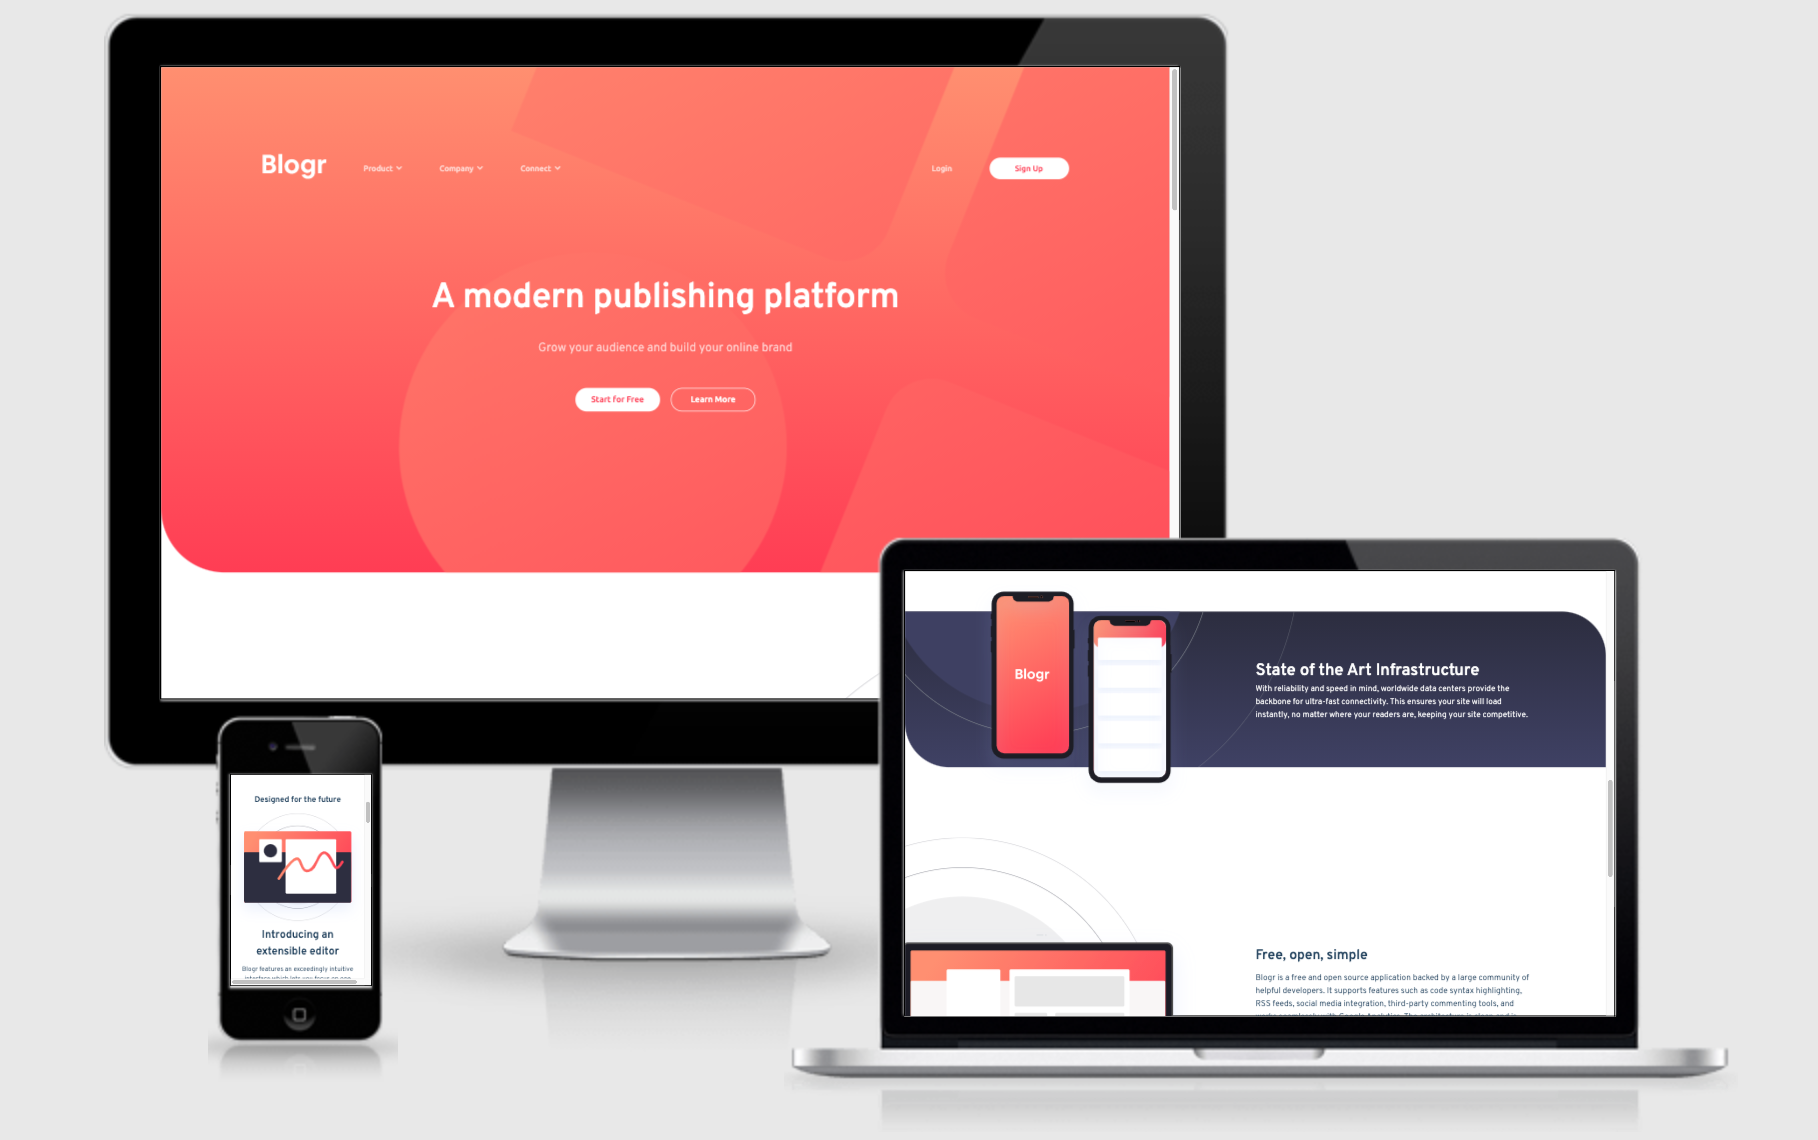 Blogr
Product
Company
Connect
Login
Sign Up
A modern publishing platform
Grow your audience and build your online brand
Start for Free
Learn More
Designed for the future
Introducing an
extensible editor
Blogr features an exceedingly intuitive
Blogr
State of the Art Infrastructure
With reliability and speed in mind, worldwide data centers provide the
backbone for ultra-fast connectivity. This ensures your site will load
instantly, no matter where your readers are, keeping your site competitive.
Free, open, simple
Blogr is a free and open source application backed by a large community of
helpful developers. It supports features such as code syntax highlighting,
RSS feeds, social media integration, third-party commenting tools, and